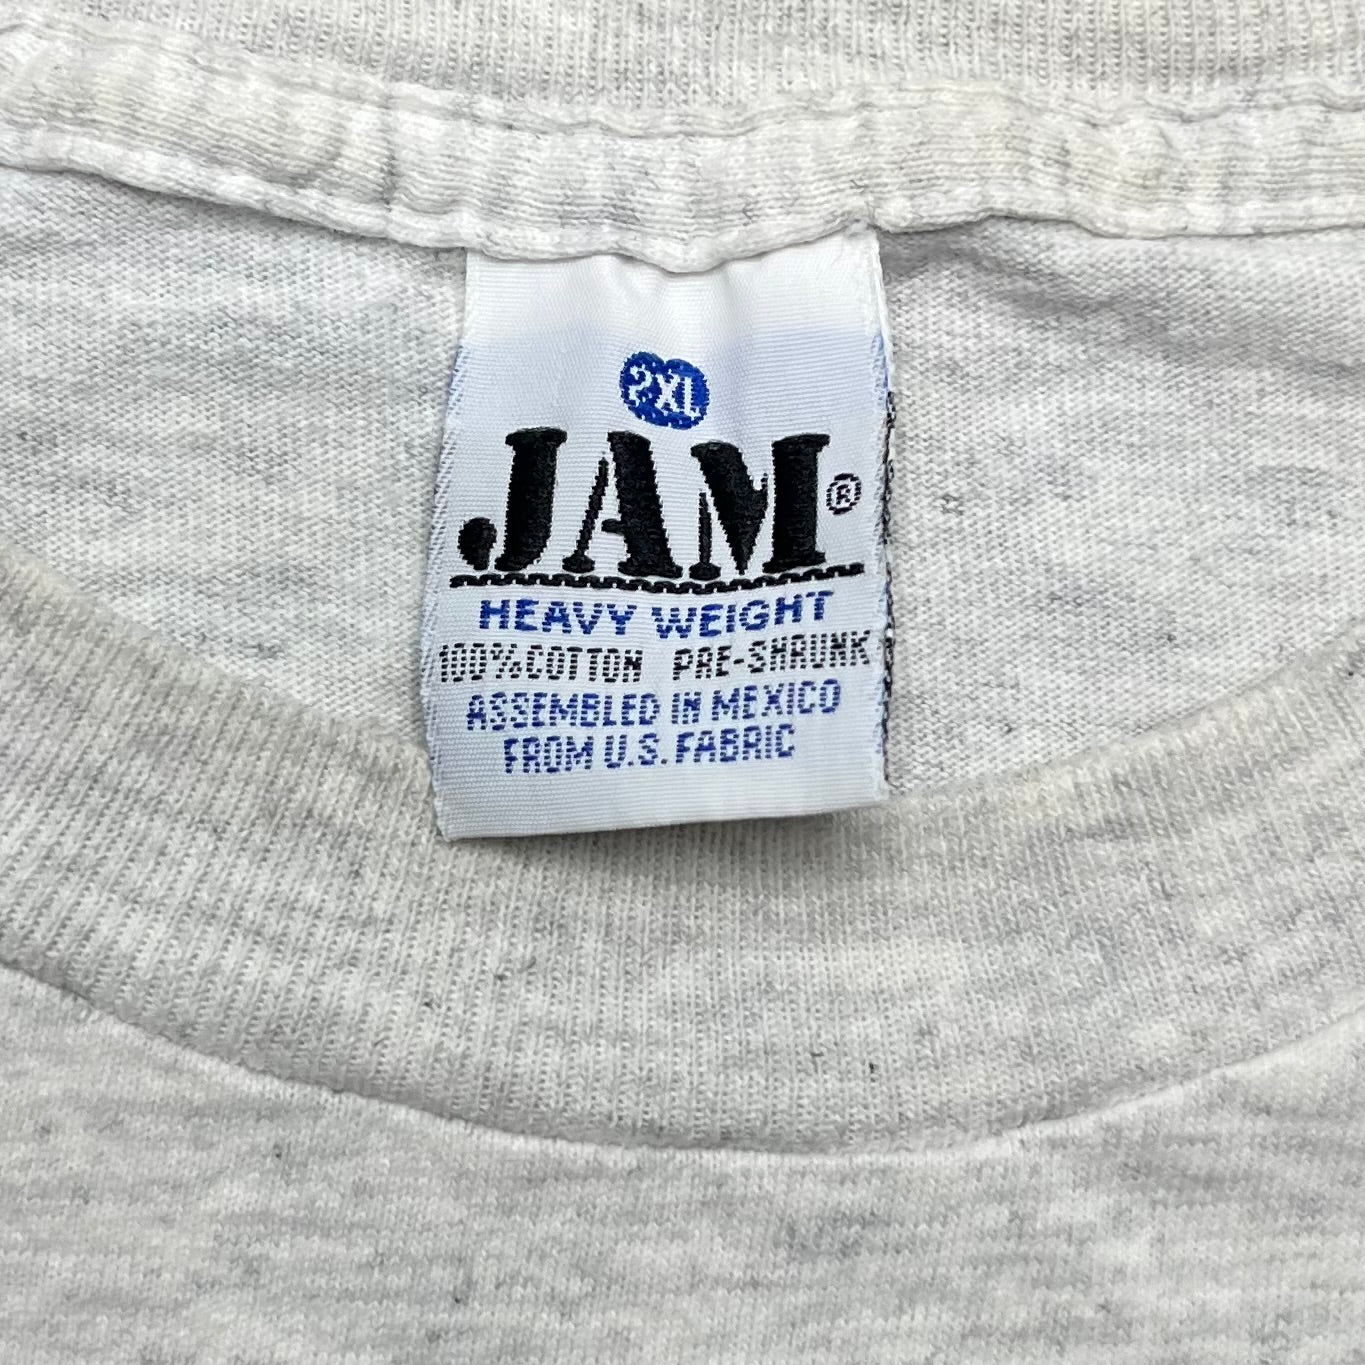 2XL
JAM®
HEAVY WEIGHT
100% COTTON PRE-SHRUNK
ASSEMBLED IN MEXICO
FROM U.S. FABRIC